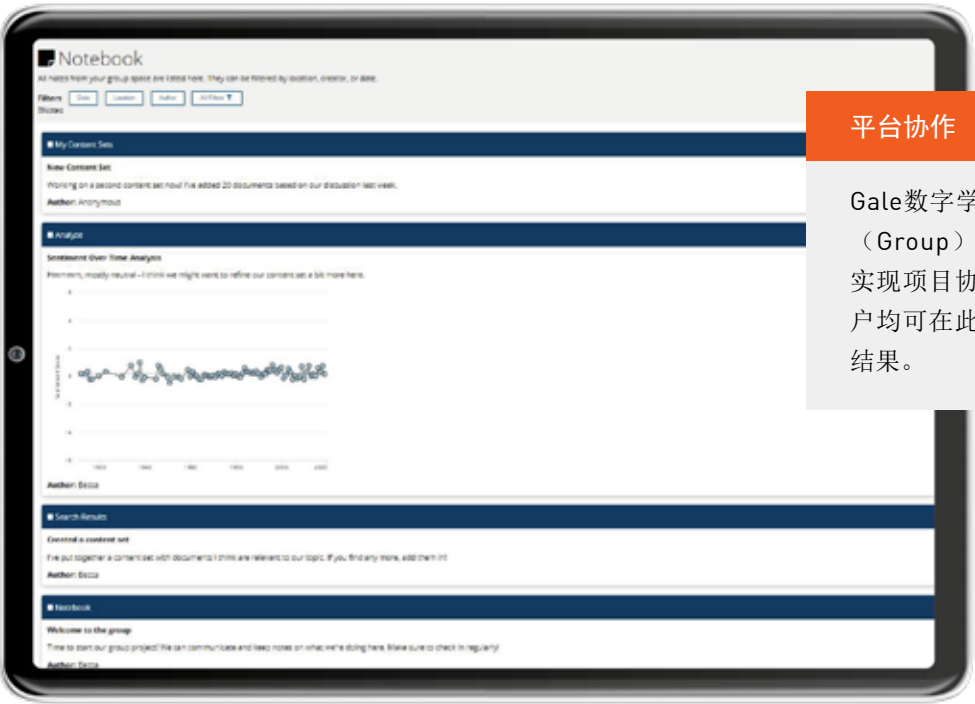 Notebook
All notes from your group space are listed here. They can be filtered by location, creator, or date.
Filters Date Location Author All Filters
My Content Sets
New Content Set
Working on a second content set now! I've added 20 documents based on our discussion last week.
Author: Anonymous
Analyze
Sentiment Over Time Analysis
Hmmmm, mostly neutral - I think we might want to refine our content set a bit more here.
Author: Becca
Search Results
Created a content set
I've put together a content set with documents I think are relevant to our topic. If you find any more, add them in!
Author: Becca
Notebook
Welcome to the group
Time to start our group project! We can communicate and keep notes on what we're doing here. Make sure to check in regularly!
Author: Becca
平台协作
Gale数字学
（Group）
实现项目协
户均可在此
结果。